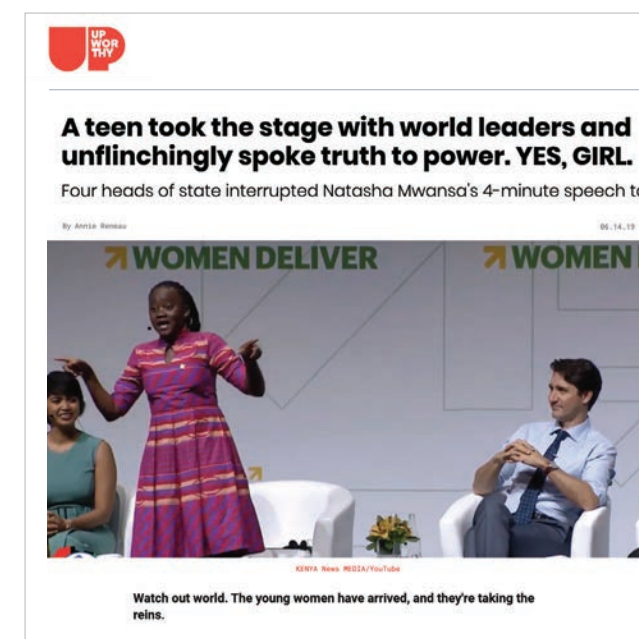 UP
WOR
THY
A teen took the stage with world leaders and
unflinchingly spoke truth to power. YES, GIRL.
Four heads of state interrupted Natasha Mwansa's 4-minute speech to
By Annie Reneau
06.14.19
WOMEN DELIVER
WOMEN
KENYA News MEDIA/YouTube
Watch out world. The young women have arrived, and they're taking the
reins.